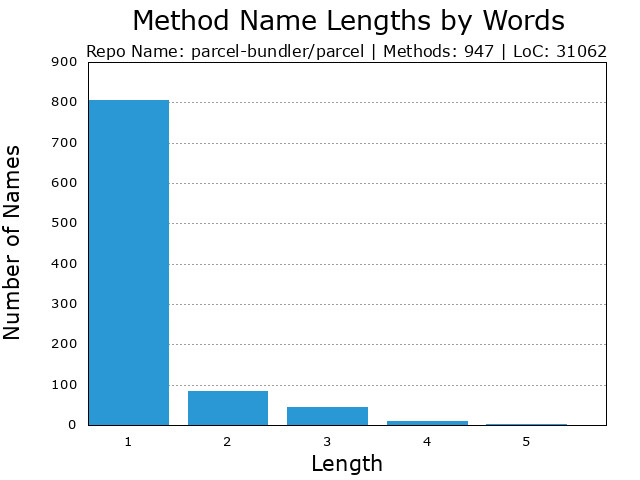 Method Name Lengths by Words
Repo Name: parcel-bundler/parcel | Methods: 947 | LoC: 31062
Number of Names
900
800
700
600
500
400
300
200
100
0
1 2 3 4 5
Length